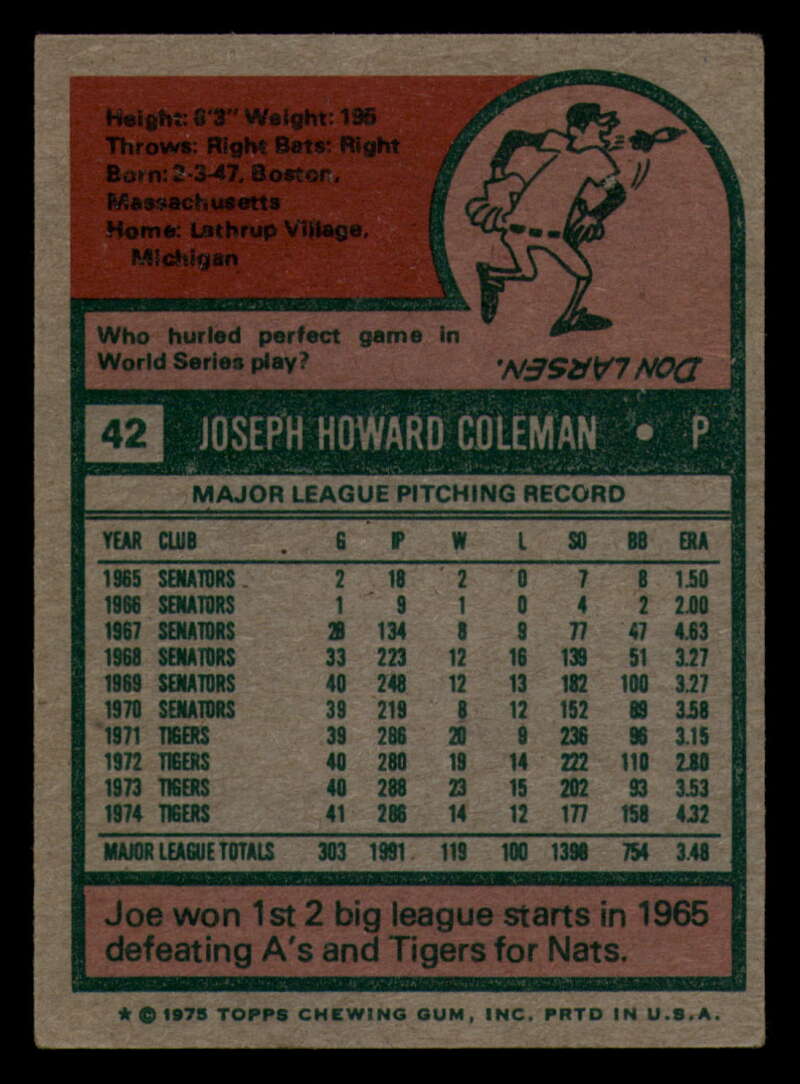 Height: 6'3" Weight: 195
Throws: Right Bats: Right
Born: 2-3-47, Boston,
Massachusetts
Home: Lathrup Village,
Michigan
Who hurled perfect game in
World Series play?
DON LARSEN.
42 JOSEPH HOWARD COLEMAN • P
MAJOR LEAGUE PITCHING RECORD
YEAR CLUB G IP W L SO BB ERA
1965 SENATORS 2 18 2 0 7 8 1.50
1966 SENATORS 1 9 1 0 4 2 2.00
1967 SENATORS 28 134 8 9 77 47 4.63
1968 SENATORS 33 223 12 16 139 51 3.27
1969 SENATORS 40 248 12 13 182 100 3.27
1970 SENATORS 39 219 8 12 152 89 3.58
1971 TIGERS 39 286 20 9 236 96 3.15
1972 TIGERS 40 280 19 14 222 110 2.80
1973 TIGERS 40 288 23 15 202 93 3.53
1974 TIGERS 41 286 14 12 177 158 4.32
MAJOR LEAGUE TOTALS 303 1991 119 100 1398 754 3.48
Joe won 1st 2 big league starts in 1965
defeating A's and Tigers for Nats.
★ © 1975 TOPPS CHEWING GUM, INC. PRTD IN U.S.A.